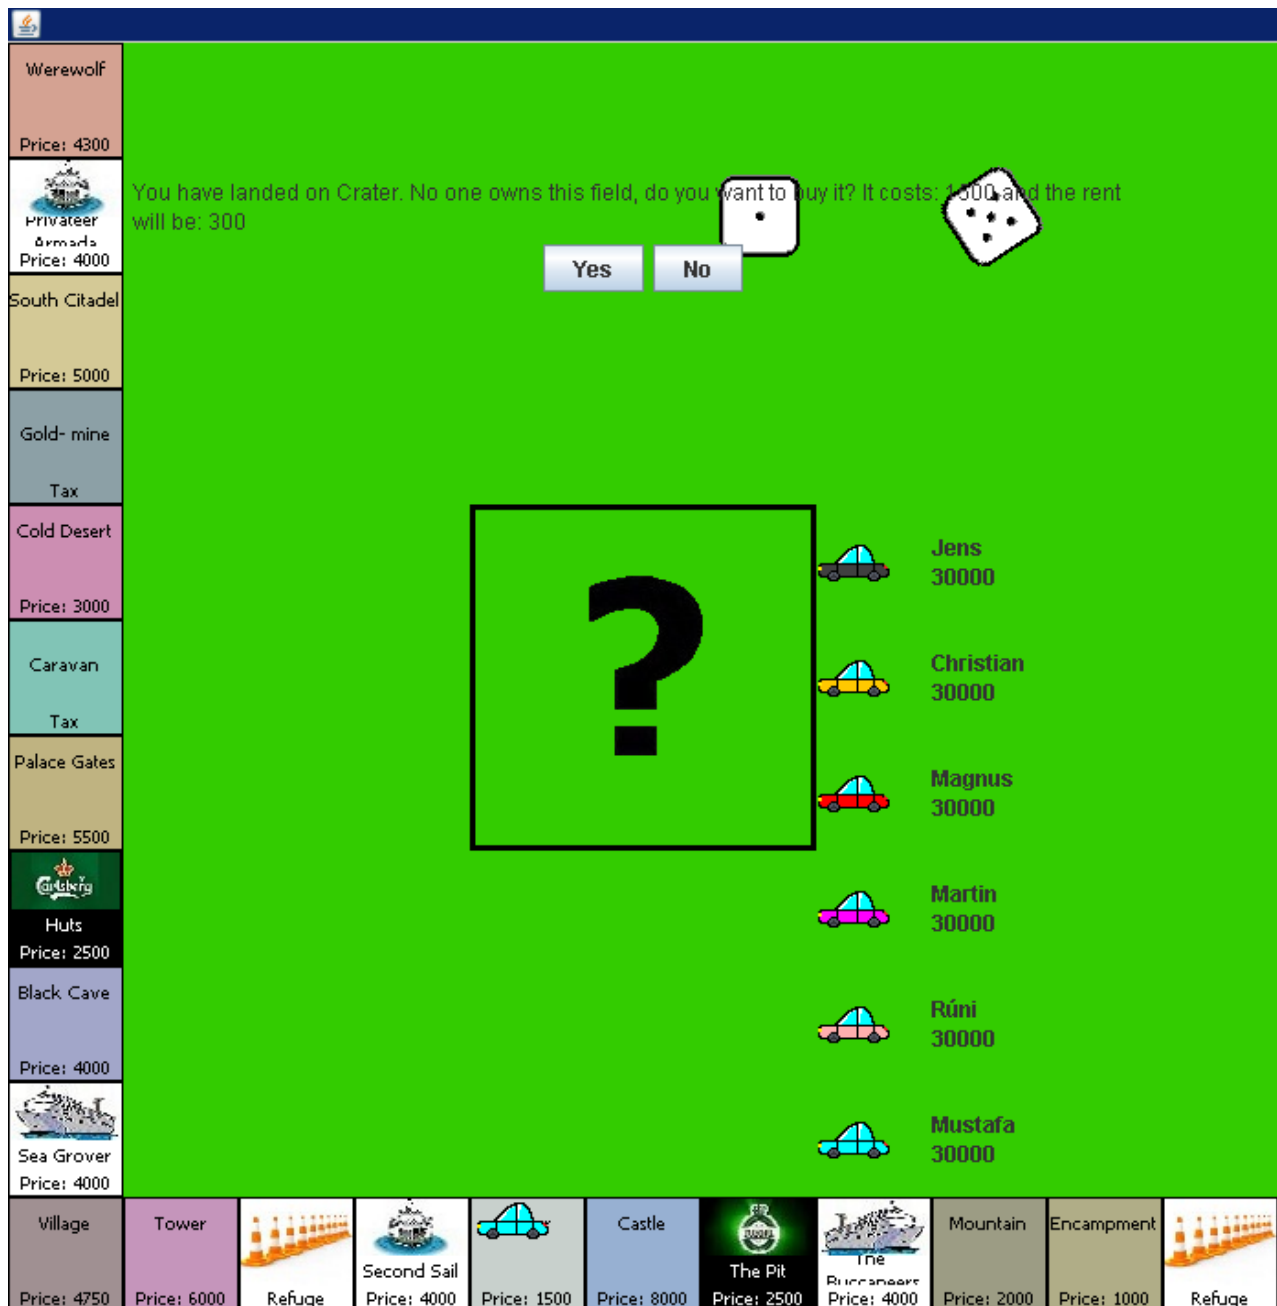 Werewolf
Price: 4300
Privateer
Armada
Price: 4000
South Citadel
Price: 5000
Gold- mine
Tax
Cold Desert
Price: 3000
Caravan
Tax
Palace Gates
Price: 5500
Carlsberg
Huts
Price: 2500
Black Cave
Price: 4000
Sea Grover
Price: 4000
You have landed on Crater. No one owns this field, do you want to buy it? It costs: 1500 and the rent
will be: 300
Yes No
?
Jens
30000
Christian
30000
Magnus
30000
Martin
30000
Rúni
30000
Mustafa
30000
Village
Price: 4750
Tower
Price: 6000
Refuge
Second Sail
Price: 4000
Price: 1500
Castle
Price: 8000
The Pit
Price: 2500
The
Buccaneers
Price: 4000
Mountain
Price: 2000
Encampment
Price: 1000
Refuge